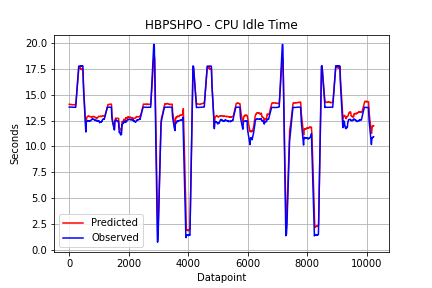 HBPSHPO - CPU Idle Time
20.0
17.5
15.0
12.5
10.0
7.5
5.0
2.5
0.0
Seconds
Predicted
Observed
0 2000 4000 6000 8000 10000
Datapoint